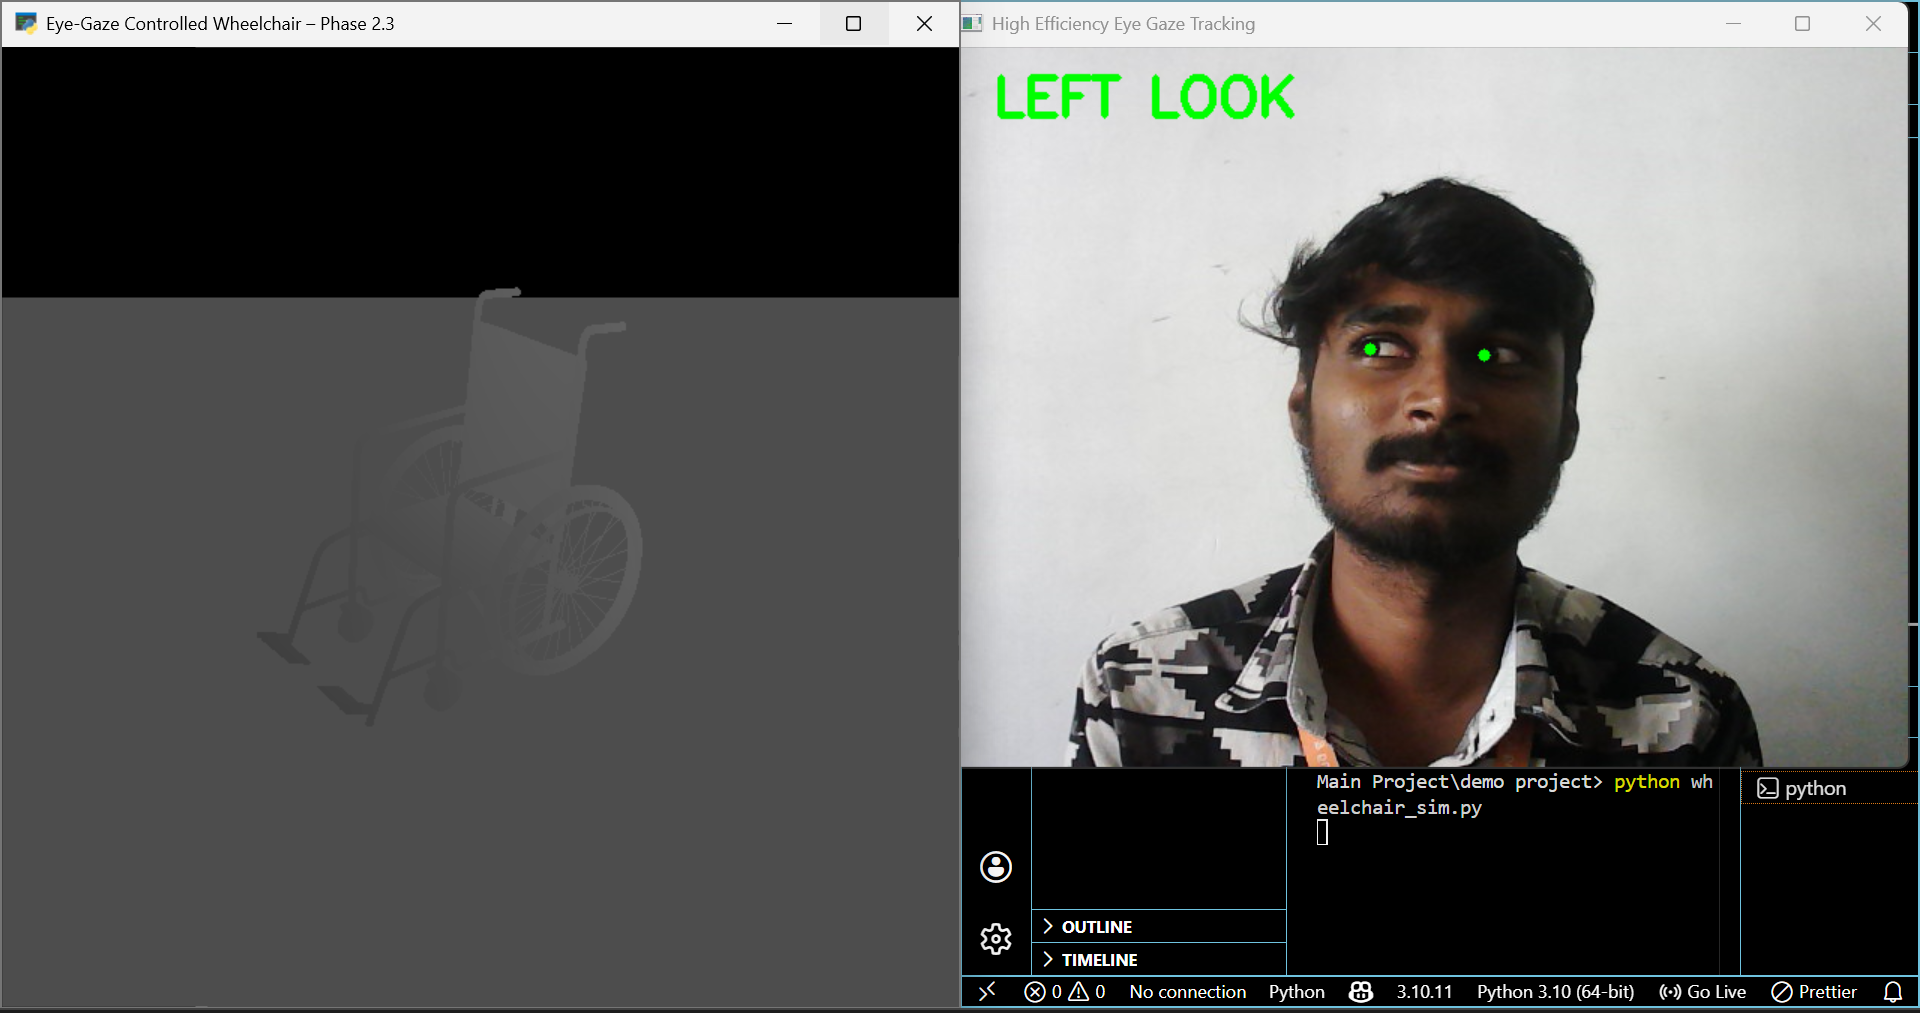 Eye-Gaze Controlled Wheelchair – Phase 2.3
High Efficiency Eye Gaze Tracking
LEFT LOOK
Main Project\demo project> python wh
eelchair_sim.py
python
OUTLINE
TIMELINE
0 0 No connection Python 3.10.11 Python 3.10 (64-bit) Go Live Prettier